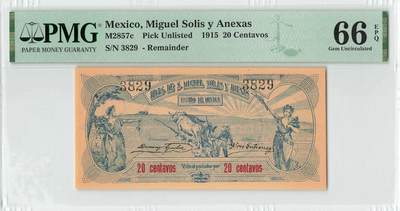 PMG
PAPER MONEY GUARANTY
Mexico, Miguel Solis y Anexas
M2857c Pick Unlisted 1915 20 Centavos
S/N 3829 - Remainder
66 EPQ
Gem Uncirculated
3829 3829
20 centavos 20 centavos